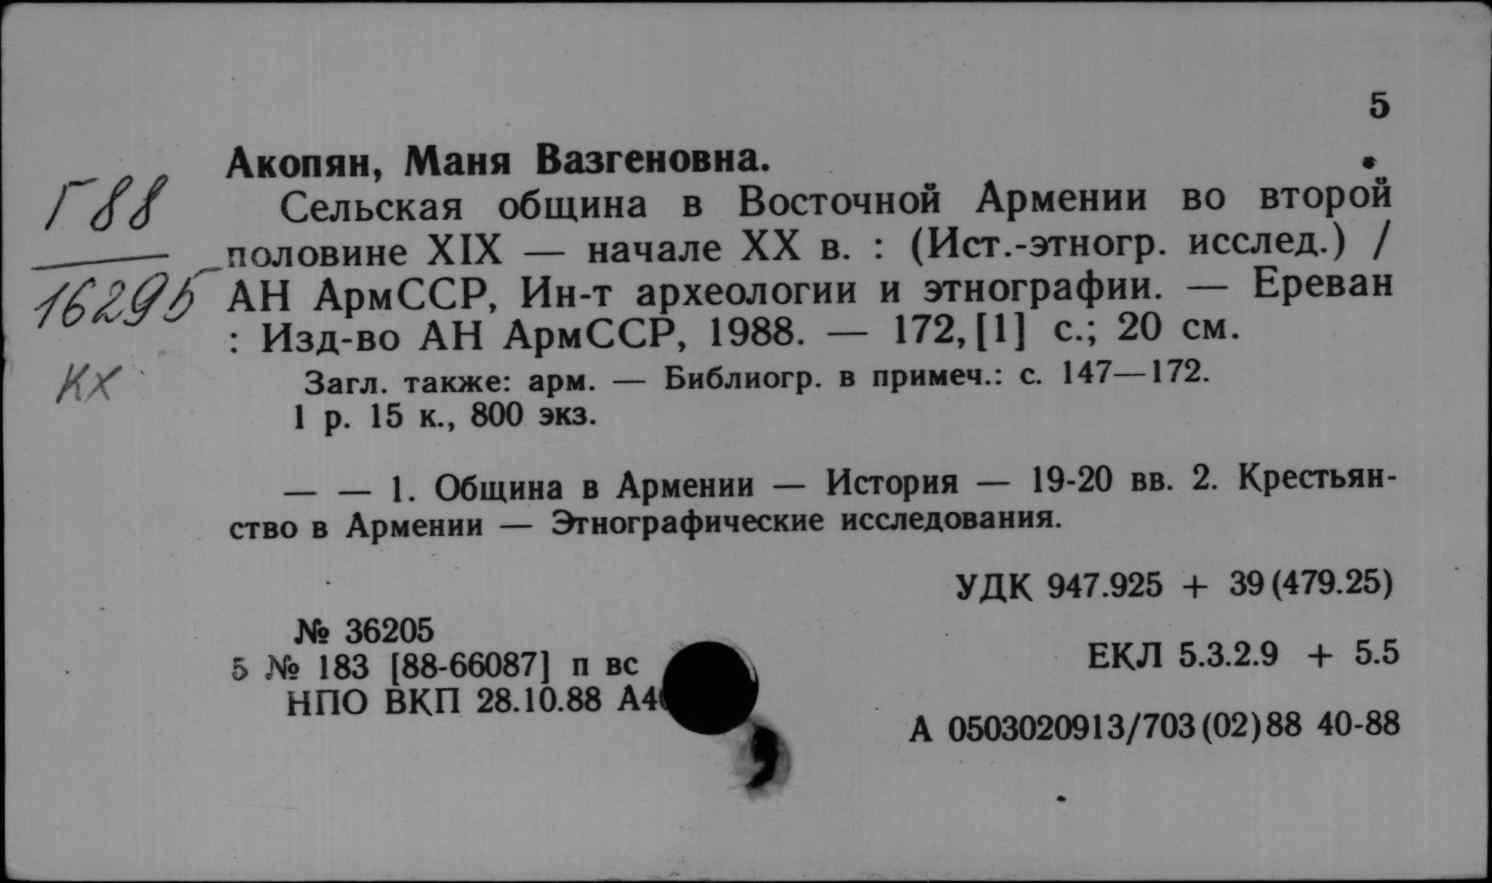 5
Акопян, Маня Вазгеновна.
Г88
Сельская община в Восточной Армении во второй
половине XIX — начале XX в. : (Ист.-этногр. исслед.) /
16295
АН АрмССР, Ин-т археологии и этнографии. — Ереван
: Изд-во АН АрмССР, 1988. — 172, [1] с.; 20 см.
КХ
Загл. также: арм. — Библиогр. в примеч.: с. 147—172.
1 р. 15 к., 800 экз.
— — 1. Община в Армении — История — 19-20 вв. 2. Крестьян-
ство в Армении — Этнографические исследования.
УДК 947.925 + 39(479.25)
№ 36205
5 № 183 [88-66087] п вс
ЕКЛ 5.3.2.9 + 5.5
НПО ВКП 28.10.88
А 0503020913/703(02)88 40-88